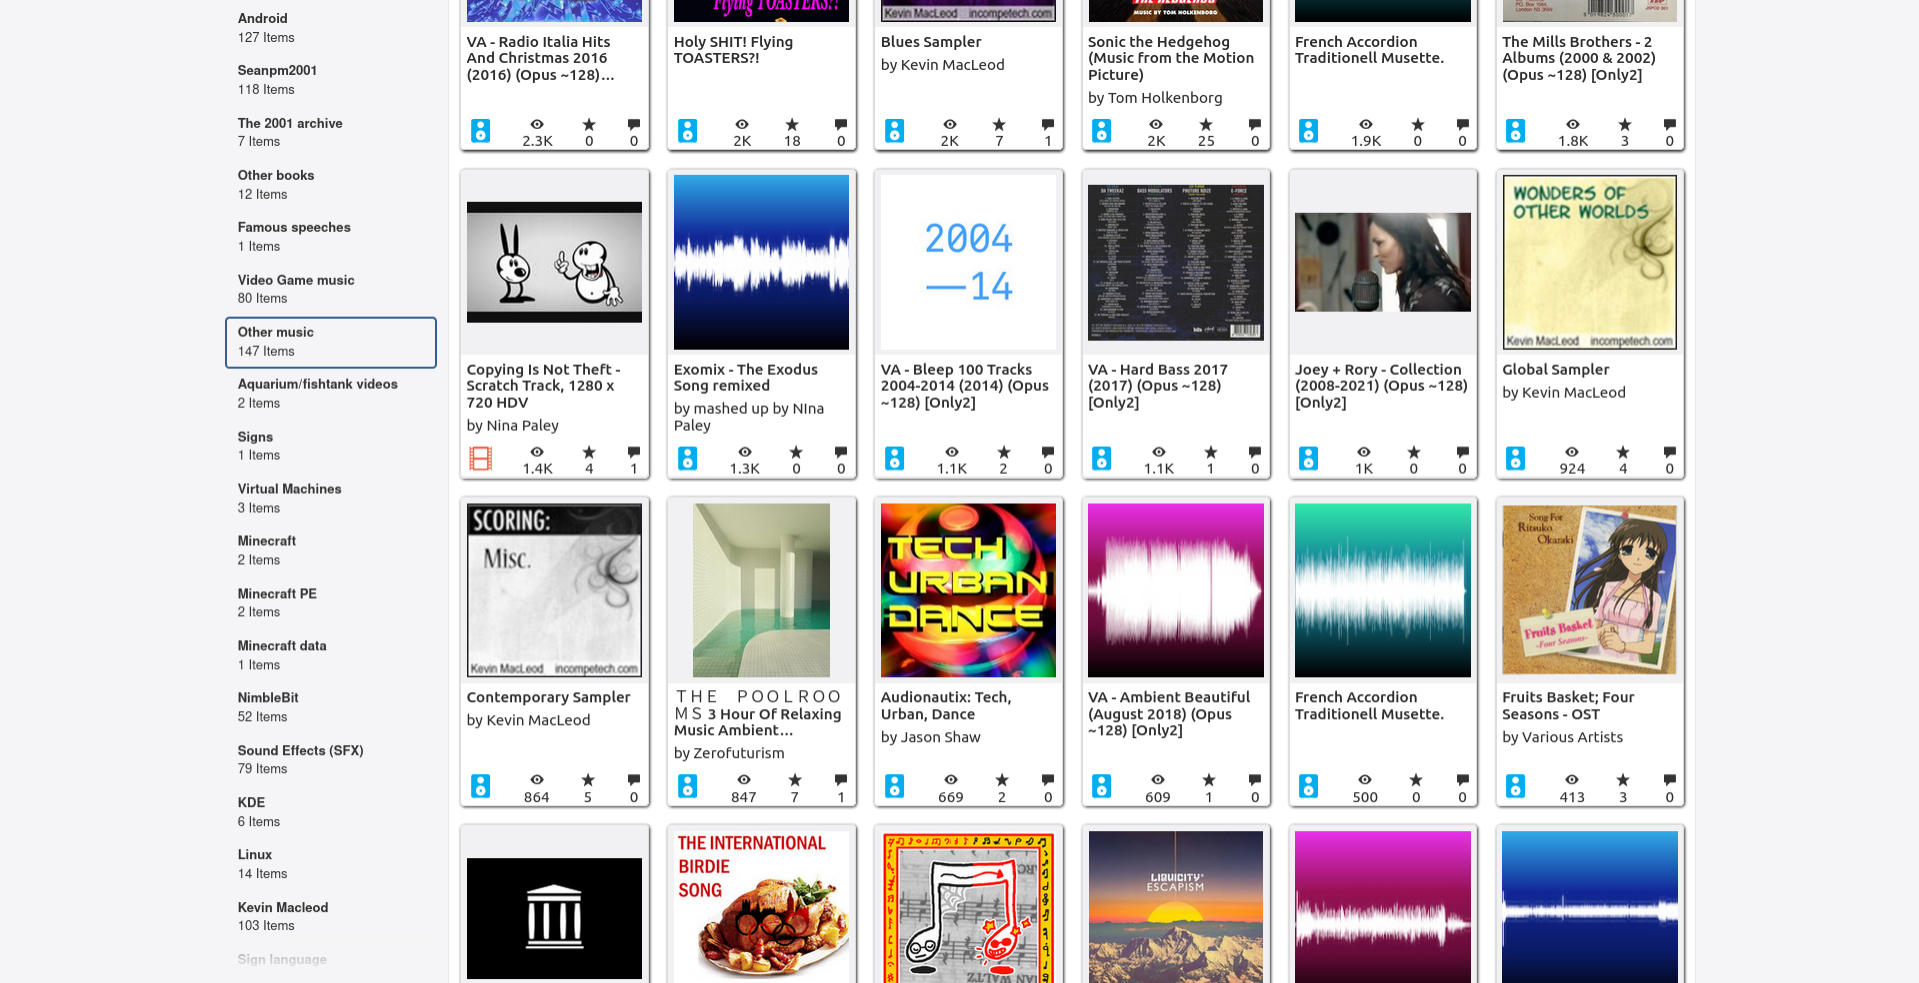 Android
127 Items
Seanpm2001
118 Items
The 2001 archive
7 Items
Other books
12 Items
Famous speeches
1 Items
Video Game music
80 Items
Other music
147 Items
Aquarium/fishtank videos
2 Items
Signs
1 Items
Virtual Machines
3 Items
Minecraft
2 Items
Minecraft PE
2 Items
Minecraft data
1 Items
NimbleBit
52 Items
Sound Effects (SFX)
79 Items
KDE
6 Items
Linux
14 Items
Kevin Macleod
103 Items
Sign language
VA - Radio Italia Hits
And Christmas 2016
(2016) (Opus ~128)...
2.3K 0 0
Flying TOASTERS?!
Holy SHIT! Flying
TOASTERS?!
2K 18 0
Kevin MacLeod incompetech.com
Blues Sampler
by Kevin MacLeod
2K 7 1
MUSIC BY TOM HOLKENBORG
Sonic the Hedgehog
(Music from the Motion
Picture)
by Tom Holkenborg
2K 25 0
French Accordion
Traditionell Musette.
1.9K 0 0
The Mills Brothers - 2
Albums (2000 & 2002)
(Opus ~128) [Only2]
1.8K 3 0
Copying Is Not Theft -
Scratch Track, 1280 x
720 HDV
by Nina Paley
1.4K 4 1
Exomix - The Exodus
Song remixed
by mashed up by NIna
Paley
1.3K 0 0
2004
—14
VA - Bleep 100 Tracks
2004-2014 (2014) (Opus
~128) [Only2]
1.1K 2 0
VA - Hard Bass 2017
(2017) (Opus ~128)
[Only2]
1.1K 1 0
Joey + Rory - Collection
(2008-2021) (Opus ~128)
[Only2]
1K 0 0
WONDERS OF
OTHER WORLDS
Kevin MacLeod incompetech.com
Global Sampler
by Kevin MacLeod
924 4 0
SCORING:
Misc.
Kevin MacLeod incompetech.com
Contemporary Sampler
by Kevin MacLeod
864 5 0
ＴＨＥ　ＰＯＯＬＲＯＯ
ＭＳ 3 Hour Of Relaxing
Music Ambient...
by Zerofuturism
847 7 1
TECH
URBAN
DANCE
Audionautix: Tech,
Urban, Dance
by Jason Shaw
669 2 0
VA - Ambient Beautiful
(August 2018) (Opus
~128) [Only2]
609 1 0
French Accordion
Traditionell Musette.
500 0 0
Song For
Ritsuko
Okazaki
Fruits Basket
~Four Seasons~
Fruits Basket; Four
Seasons - OST
by Various Artists
413 3 0
THE INTERNATIONAL
BIRDIE
SONG
LIQUICITY
ESCAPISM